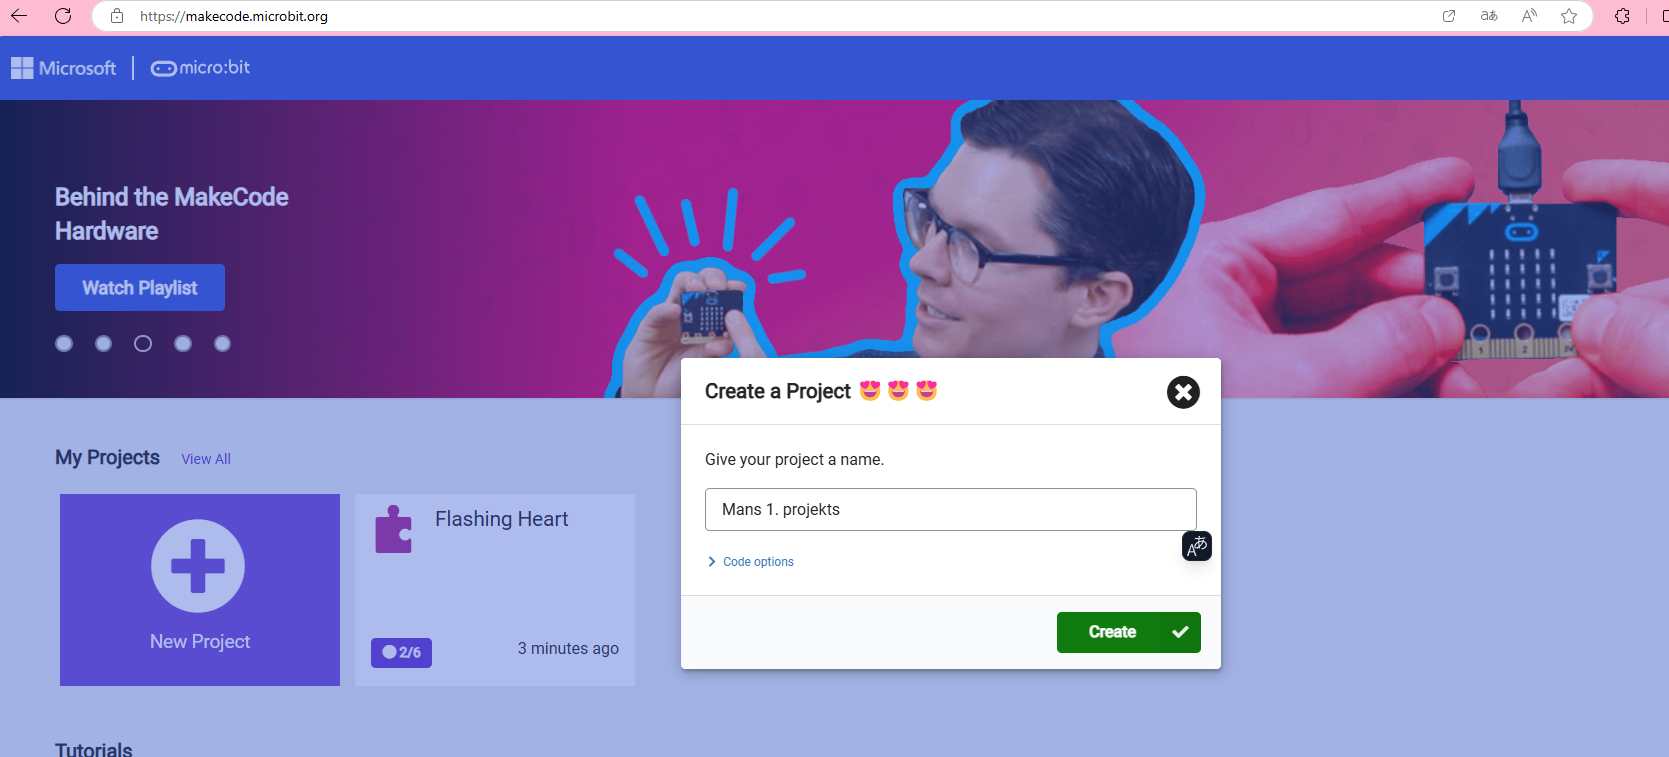 https://makecode.microbit.org
Microsoft | micro:bit
Behind the MakeCode
Hardware
Watch Playlist
Create a Project 😍 😍 😍
Give your project a name.
Mans 1. projekts
Code options
Create
My Projects View All
New Project
Flashing Heart
2/6
3 minutes ago
Tutorials